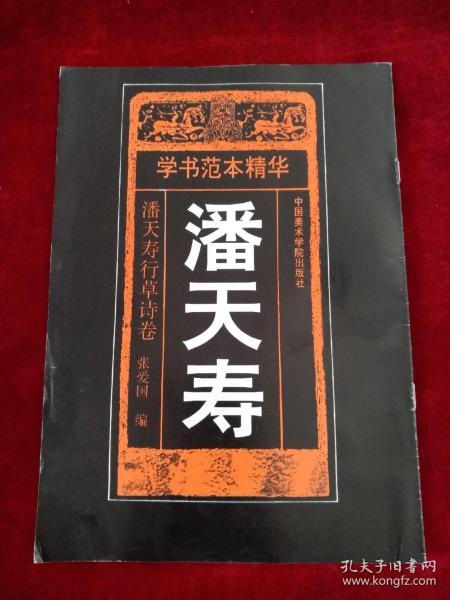 学书范本精华
中国美术学院出版社
潘天寿
潘天寿行草诗卷
张爱国 编
孔夫子旧书网
www.kongfz.com